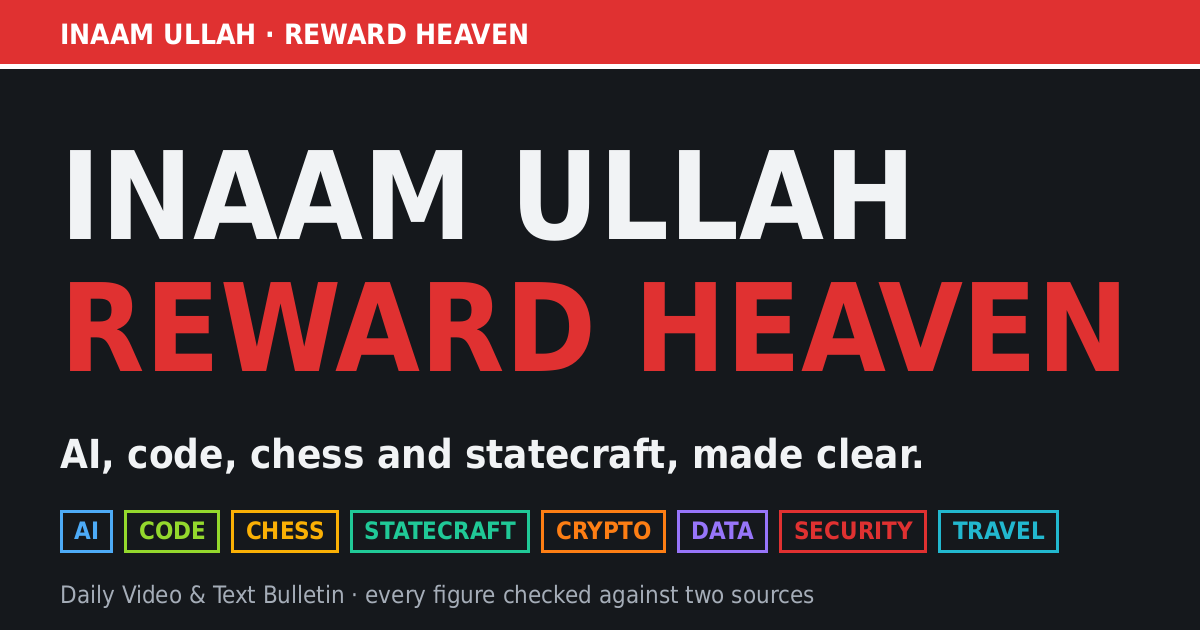 INAAM ULLAH · REWARD HEAVEN
INAAM ULLAH
REWARD HEAVEN
AI, code, chess and statecraft, made clear.
AI CODE CHESS STATECRAFT CRYPTO DATA SECURITY TRAVEL
Daily Video & Text Bulletin · every figure checked against two sources